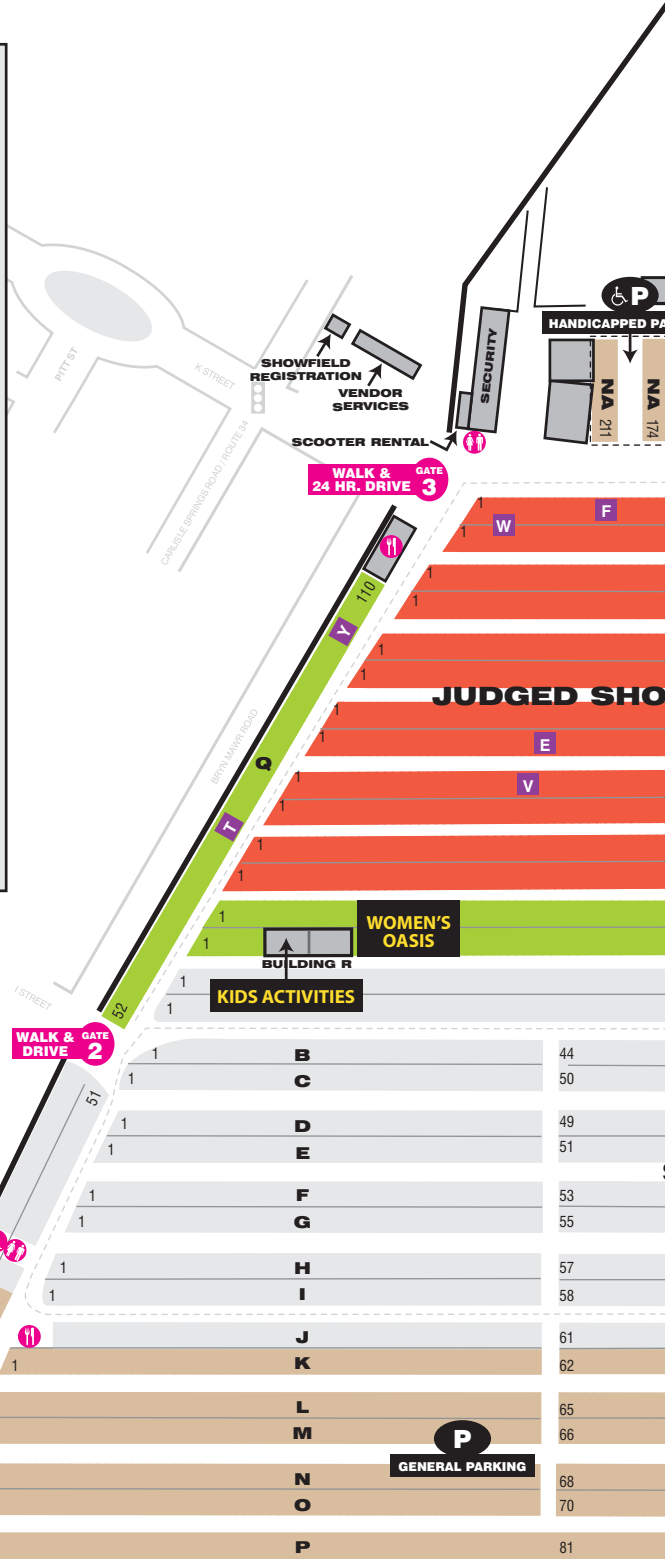 PITT ST
K STREET
CARLISLE SPRINGS ROAD / ROUTE 34
SHOWFIELD
REGISTRATION
VENDOR
SERVICES
SECURITY
SCOOTER RENTAL
P
HANDICAPPED PA
NA 211
NA 174
WALK &
24 HR. DRIVE
GATE
3
1
W
F
1
110
1
1
Y
1
1
JUDGED SHO
1
1
E
BRYN MAWR ROAD
Q
1
V
1
T
1
1
1
WOMEN'S
OASIS
1
BUILDING R
1
KIDS ACTIVITIES
I STREET
52
1
WALK &
DRIVE
GATE
2
1 B 44
1 C 50
51
1 D 49
1 E 51
1 F 53
1 G 55
1 H 57
1 I 58
J 61
1 K 62
L 65
M 66
P
GENERAL PARKING
N 68
O 70
P 81